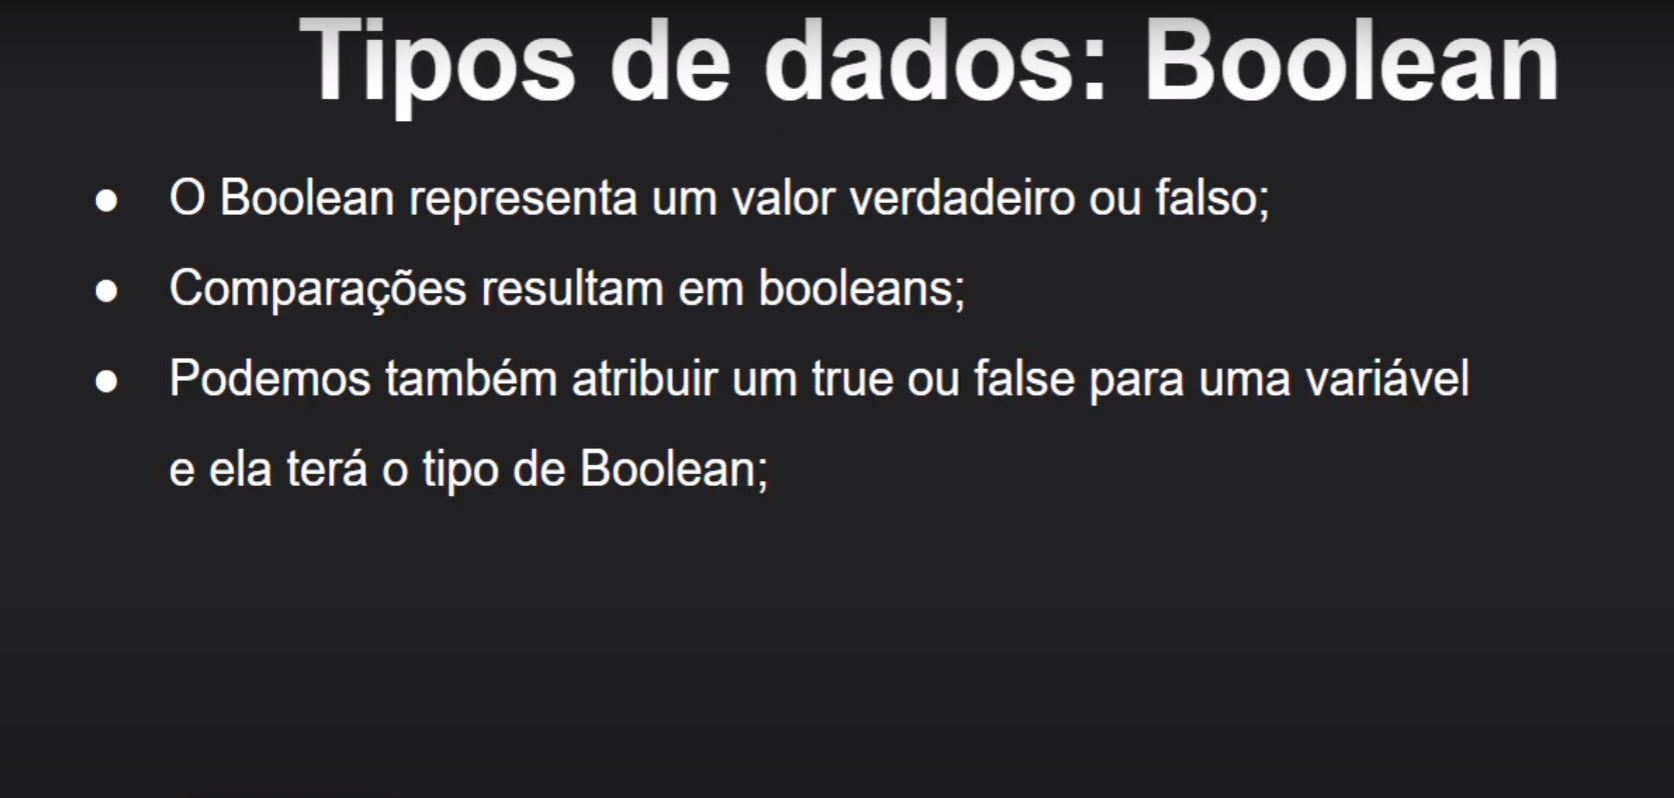 Tipos de dados: Boolean
● O Boolean representa um valor verdadeiro ou falso;
● Comparações resultam em booleans;
● Podemos também atribuir um true ou false para uma variável
e ela terá o tipo de Boolean;